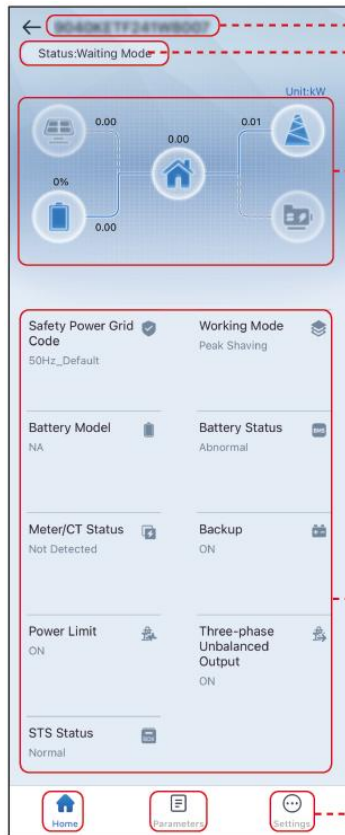 Status:Waiting Mode
Unit:kW
0.00
0.01
0.00
0%
0.00
Safety Power Grid
Code
50Hz_Default
Working Mode
Peak Shaving
Battery Model
NA
Battery Status
Abnormal
Meter/CT Status
Not Detected
Backup
ON
Power Limit
ON
Three-phase
Unbalanced
Output
ON
STS Status
Normal
Home
Parameters
Settings